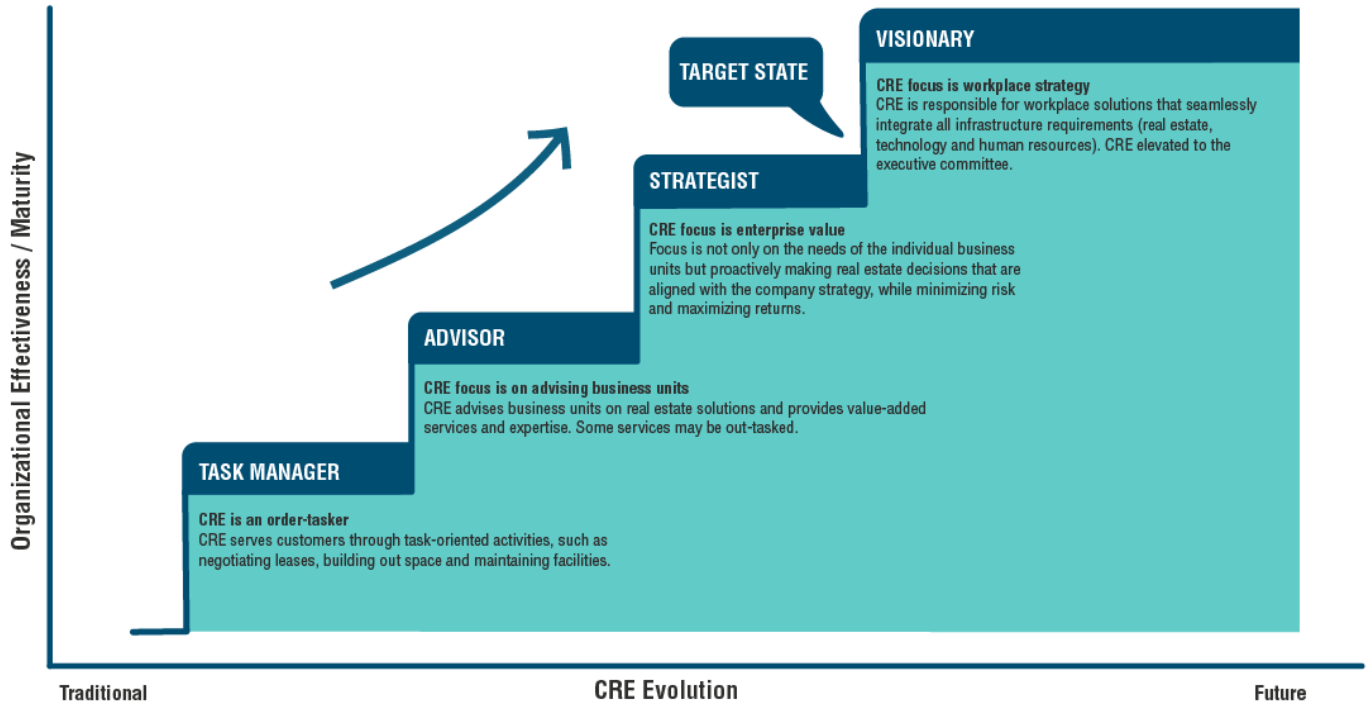 TARGET STATE
VISIONARY
CRE focus is workplace strategy
CRE is responsible for workplace solutions that seamlessly
integrate all infrastructure requirements (real estate,
technology and human resources). CRE elevated to the
executive committee.
STRATEGIST
CRE focus is enterprise value
Focus is not only on the needs of the individual business
units but proactively making real estate decisions that are
aligned with the company strategy, while minimizing risk
and maximizing returns.
ADVISOR
CRE focus is on advising business units
CRE advises business units on real estate solutions and provides value-added
services and expertise. Some services may be out-tasked.
TASK MANAGER
CRE is an order-tasker
CRE serves customers through task-oriented activities, such as
negotiating leases, building out space and maintaining facilities.
Organizational Effectiveness / Maturity
Traditional
CRE Evolution
Future